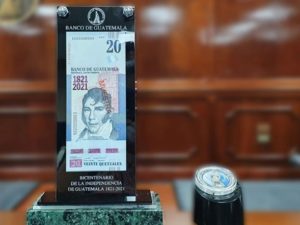 BANCO DE GUATEMALA
20
BANCO DE GUATEMALA
1821
2021
20 VEINTE QUETZALES
BICENTENARIO
DE LA INDEPENDENCIA
DE GUATEMALA 1821-2021